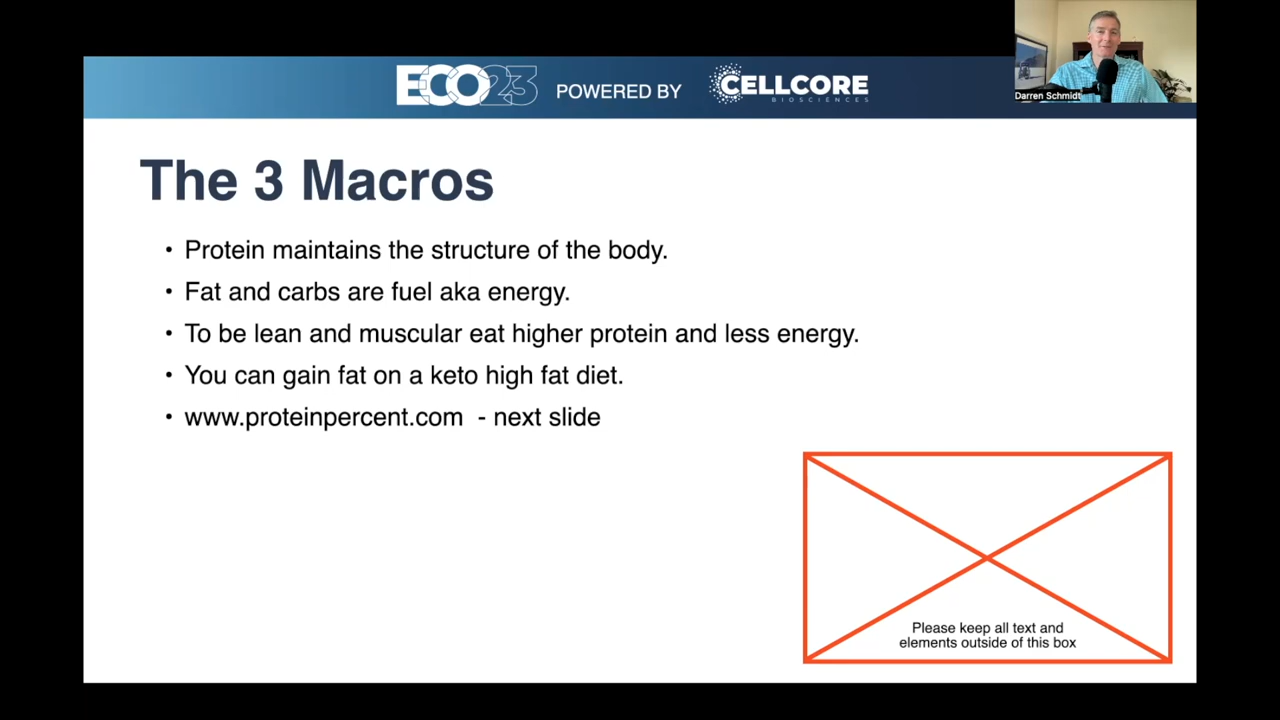 ECO23 POWERED BY CELLCORE
BIOSCIENCES
Darren Schmidt
The 3 Macros
• Protein maintains the structure of the body.
• Fat and carbs are fuel aka energy.
• To be lean and muscular eat higher protein and less energy.
• You can gain fat on a keto high fat diet.
• www.proteinpercent.com - next slide
Please keep all text and
elements outside of this box